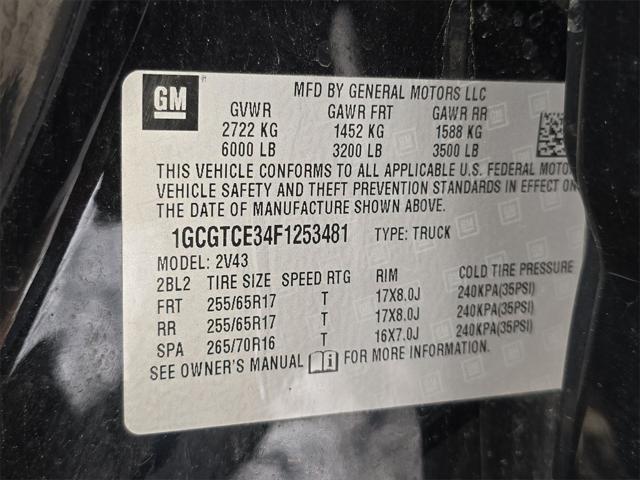 GM
MFD BY GENERAL MOTORS LLC
GVWR GAWR FRT GAWR RR
2722 KG 1452 KG 1588 KG
6000 LB 3200 LB 3500 LB
THIS VEHICLE CONFORMS TO ALL APPLICABLE U.S. FEDERAL MOTO
VEHICLE SAFETY AND THEFT PREVENTION STANDARDS IN EFFECT ON
THE DATE OF MANUFACTURE SHOWN ABOVE.
1GCGTCE34F1253481 TYPE: TRUCK
MODEL: 2V43
2BL2 TIRE SIZE SPEED RTG RIM COLD TIRE PRESSURE
FRT 255/65R17 T 17X8.0J 240KPA(35PSI)
RR 255/65R17 T 17X8.0J 240KPA(35PSI)
SPA 265/70R16 T 16X7.0J 240KPA(35PSI)
SEE OWNER'S MANUAL FOR MORE INFORMATION.